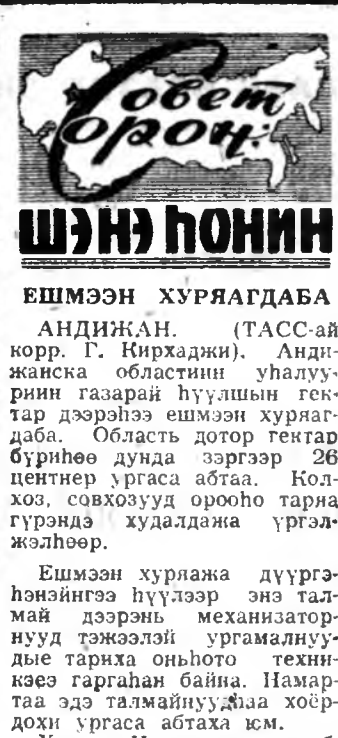 Совет
орон:
ШЭНЭ ҺОНИН
ЕШМЭЭН ХУРЯАГДАБА
АНДИЖАН. (ТАСС-ай
корр. Г. Кирхаджи). Анди-
жанска областиин уһалуу-
риин газарай һүүлшын гек-
тар дээрэһээ ешмээн хуряаг-
даба. Область дотор гектар
бүриһөө дунда зэргээр 26
центнер ургаса абтаа. Кол-
хоз, совхозууд орооһо таряа
гүрэндэ худалдажа үргэл-
жэлһөөр.
Ешмээн хуряажа дүүргэ-
һэнэйнгээ һүүлээр энэ тал-
май дээрэнь механизатор-
нууд тэжээлэй ургамалнуу-
дые тариха оньһото техни-
кэеэ гаргаһан байна. Намар-
таа эдэ талмайнуудһаа хоёр-
дохи ургаса абтаха юм.